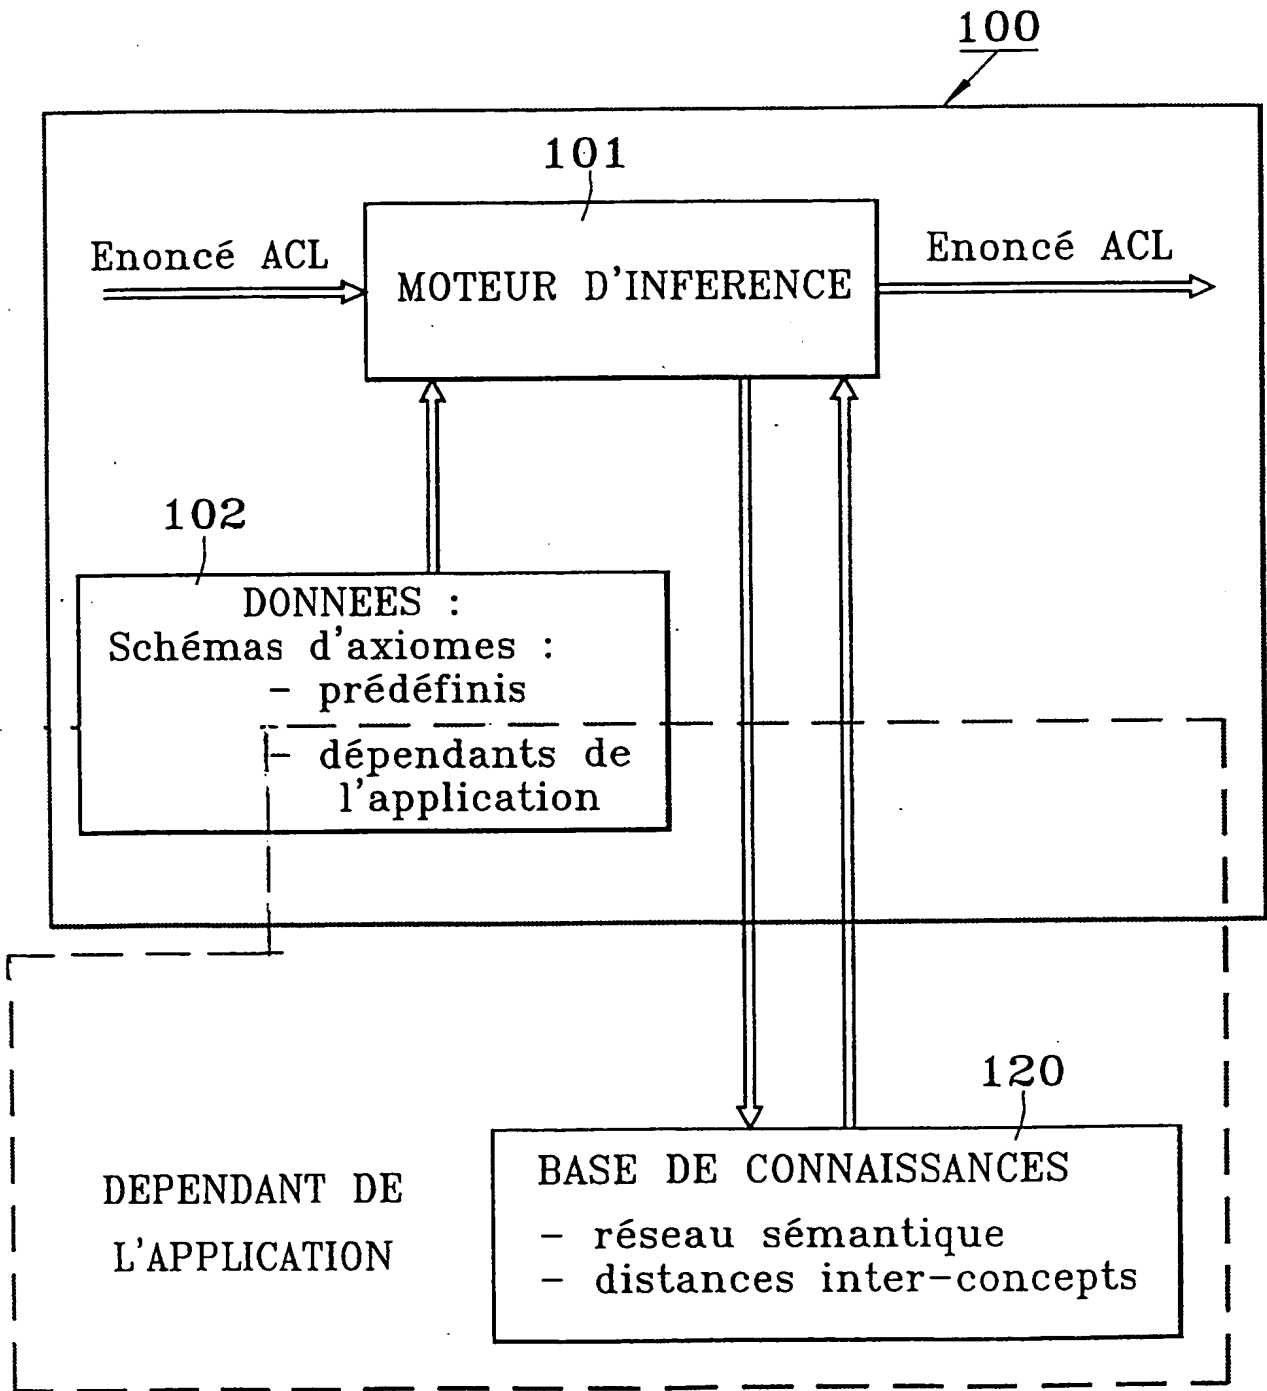 100
101
Enoncé ACL
MOTEUR D'INFERENCE
Enoncé ACL
102
DONNEES :
Schémas d'axiomes :
- prédéfinis
- dépendants de
l'application
120
DEPENDANT DE
L'APPLICATION
BASE DE CONNAISSANCES
- réseau sémantique
- distances inter-concepts